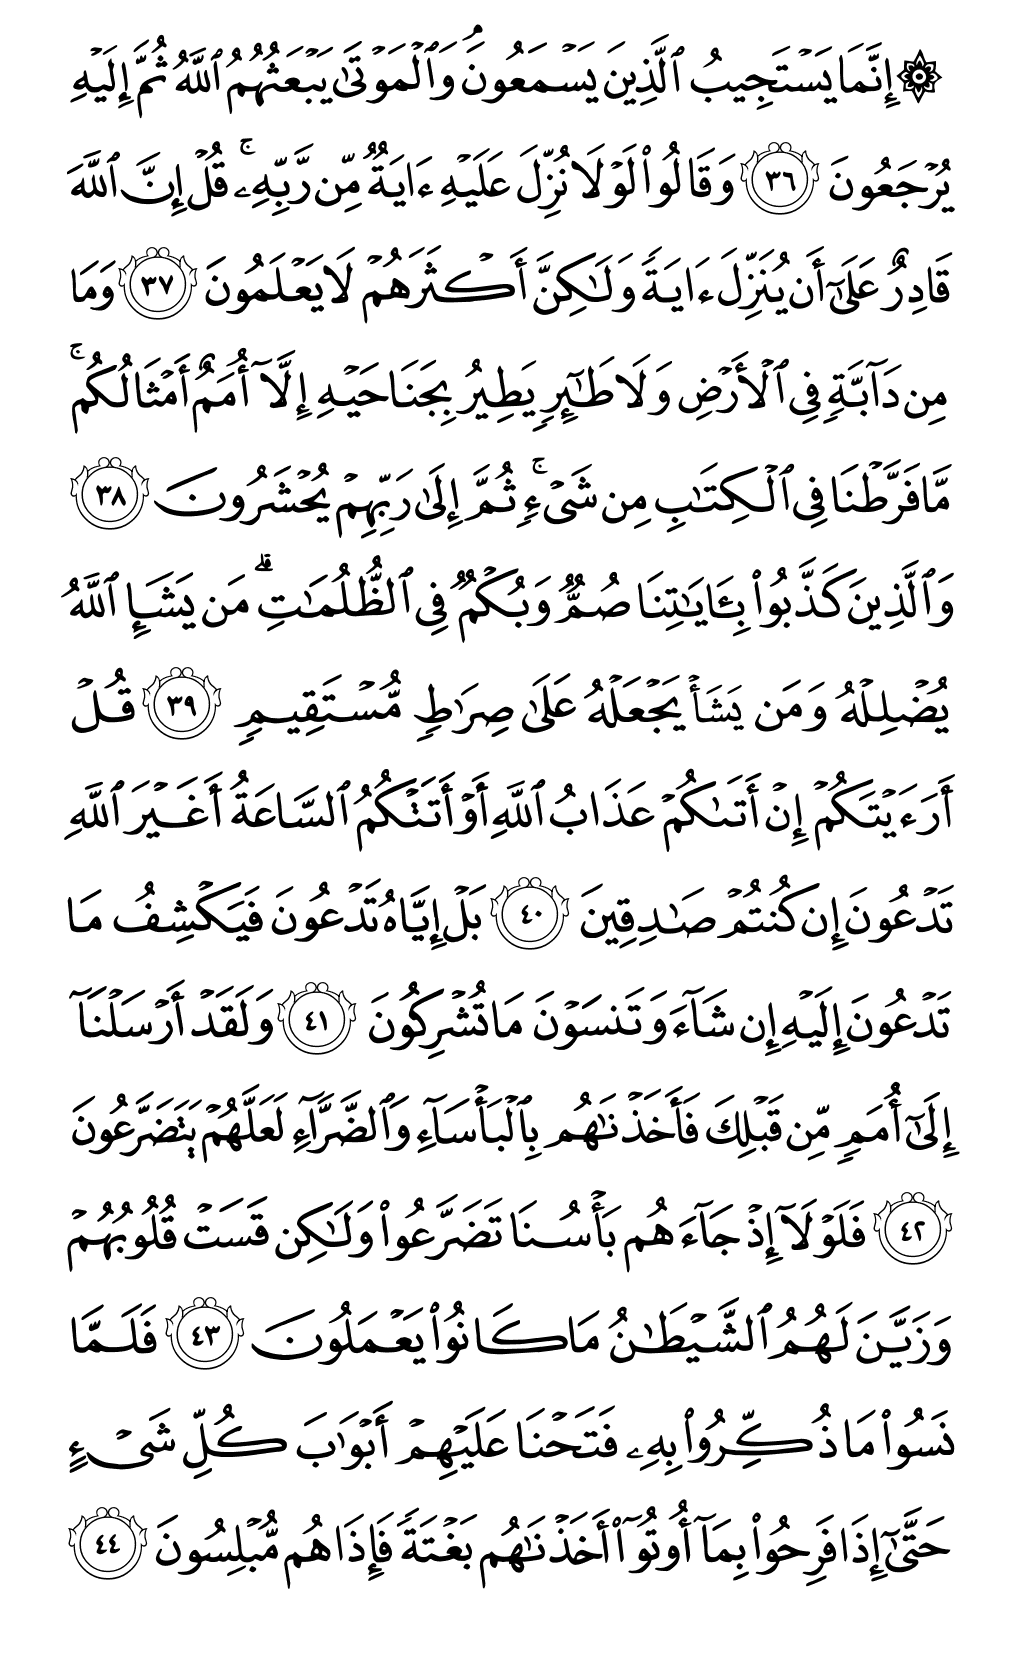 ۞ إِنَّمَا يَسۡتَجِيبُ ٱلَّذِينَ يَسۡمَعُونَۘ وَٱلۡمَوۡتَىٰ يَبۡعَثُهُمُ ٱللَّهُ ثُمَّ إِلَيۡهِ
يُرۡجَعُونَ ٣٦ وَقَالُواْ لَوۡلَا نُزِّلَ عَلَيۡهِ ءَايَةٞ مِّن رَّبِّهِۦۚ قُلۡ إِنَّ ٱللَّهَ
قَادِرٌ عَلَىٰٓ أَن يُنَزِّلَ ءَايَةٗ وَلَٰكِنَّ أَكۡثَرَهُمۡ لَا يَعۡلَمُونَ ٣٧ وَمَا
مِن دَآبَّةٖ فِي ٱلۡأَرۡضِ وَلَا طَٰٓئِرٖ يَطِيرُ بِجَنَاحَيۡهِ إِلَّآ أُمَمٌ أَمۡثَالُكُمۚ
مَّا فَرَّطۡنَا فِي ٱلۡكِتَٰبِ مِن شَيۡءٖۚ ثُمَّ إِلَىٰ رَبِّهِمۡ يُحۡشَرُونَ ٣٨
وَٱلَّذِينَ كَذَّبُواْ بِـَٔايَٰتِنَا صُمّٞ وَبُكۡمٞ فِي ٱلظُّلُمَٰتِۗ مَن يَشَإِ ٱللَّهُ
يُضۡلِلۡهُ وَمَن يَشَأۡ يَجۡعَلۡهُ عَلَىٰ صِرَٰطٖ مُّسۡتَقِيمٖ ٣٩ قُلۡ
أَرَءَيۡتَكُمۡ إِنۡ أَتَىٰكُمۡ عَذَابُ ٱللَّهِ أَوۡ أَتَتۡكُمُ ٱلسَّاعَةُ أَغَيۡرَ ٱللَّهِ
تَدۡعُونَ إِن كُنتُمۡ صَٰدِقِينَ ٤٠ بَلۡ إِيَّاهُ تَدۡعُونَ فَيَكۡشِفُ مَا
تَدۡعُونَ إِلَيۡهِ إِن شَآءَ وَتَنسَوۡنَ مَا تُشۡرِكُونَ ٤١ وَلَقَدۡ أَرۡسَلۡنَآ
إِلَىٰٓ أُمَمٖ مِّن قَبۡلِكَ فَأَخَذۡنَٰهُم بِٱلۡبَأۡسَآءِ وَٱلضَّرَّآءِ لَعَلَّهُمۡ يَتَضَرَّعُونَ
٤٢ فَلَوۡلَآ إِذۡ جَآءَهُم بَأۡسُنَا تَضَرَّعُواْ وَلَٰكِن قَسَتۡ قُلُوبُهُمۡ
وَزَيَّنَ لَهُمُ ٱلشَّيۡطَٰنُ مَا كَانُواْ يَعۡمَلُونَ ٤٣ فَلَمَّا
نَسُواْ مَا ذُكِّرُواْ بِهِۦ فَتَحۡنَا عَلَيۡهِمۡ أَبۡوَٰبَ كُلِّ شَيۡءٍ
حَتَّىٰٓ إِذَا فَرِحُواْ بِمَآ أُوتُوٓاْ أَخَذۡنَٰهُم بَغۡتَةٗ فَإِذَا هُم مُّبۡلِسُونَ ٤٤